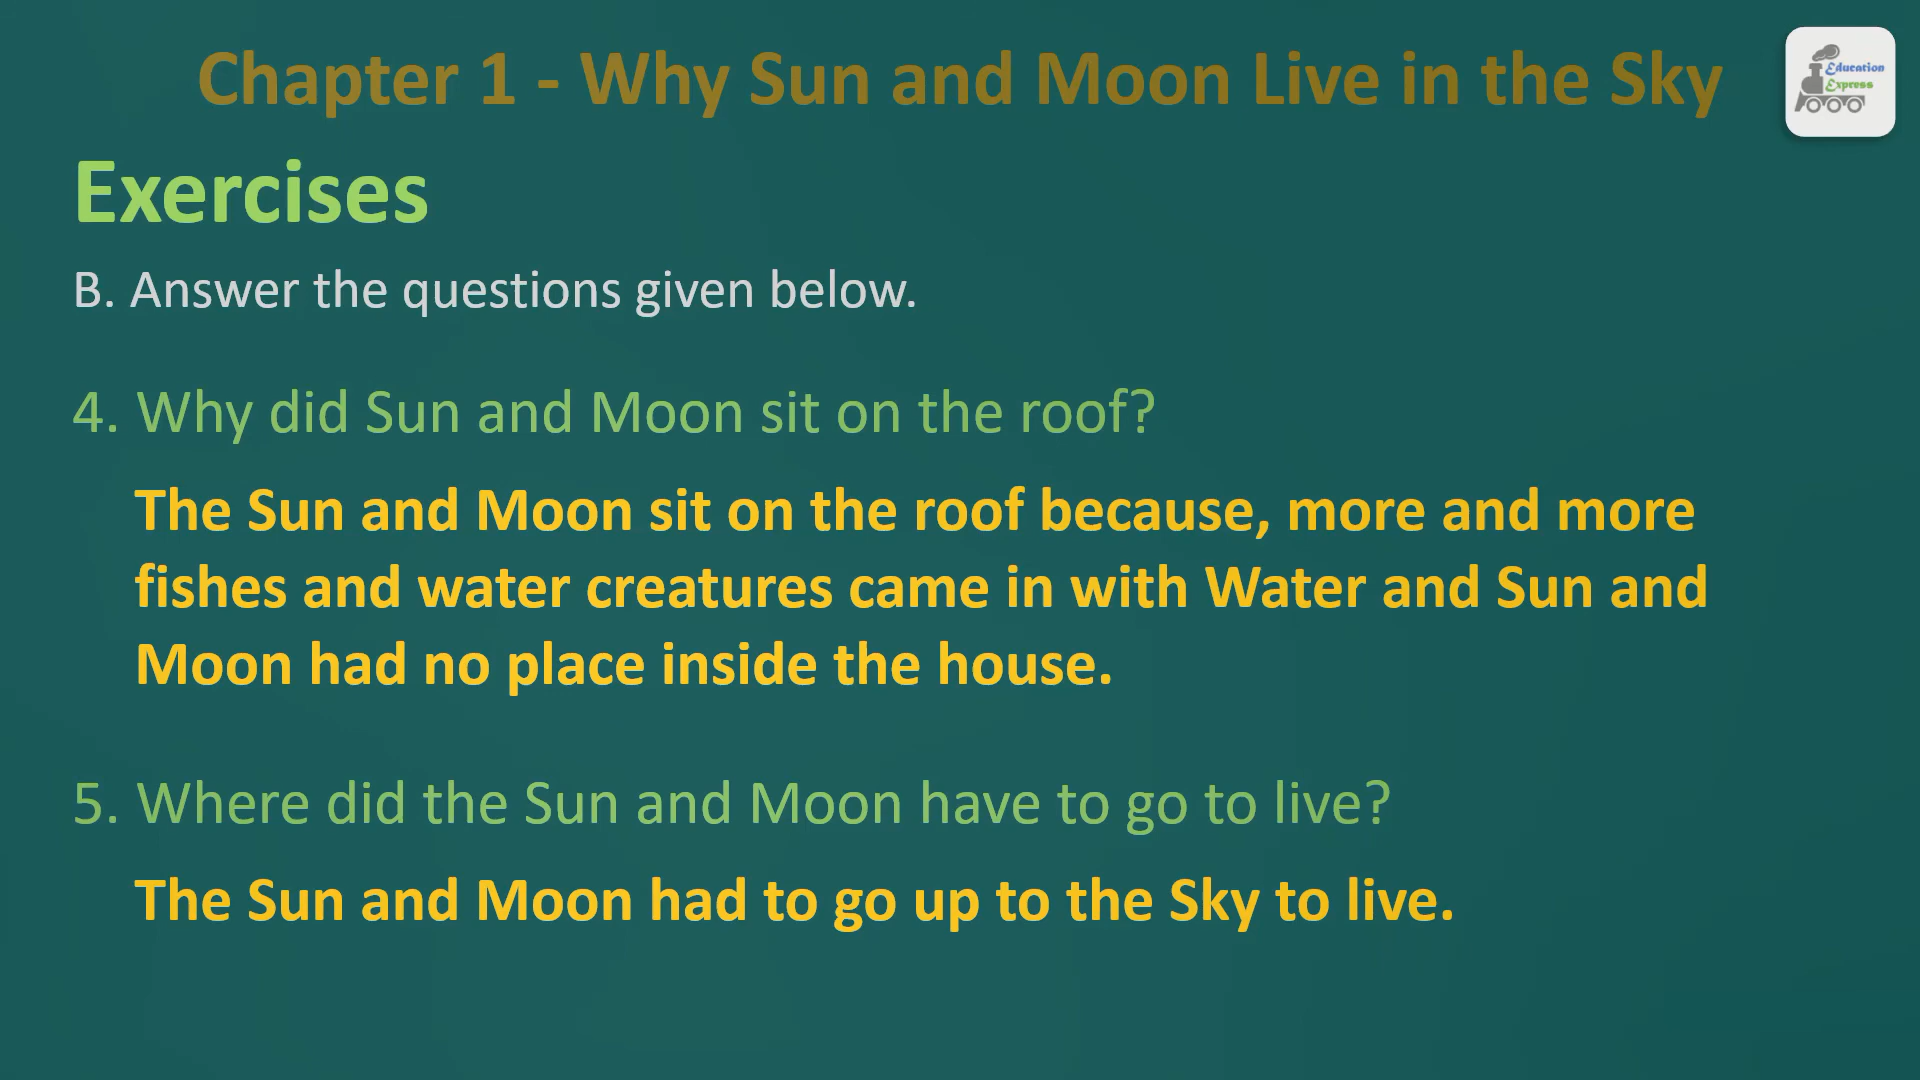 Chapter 1 - Why Sun and Moon Live in the Sky
Education
Express
Exercises
B. Answer the questions given below.
4. Why did Sun and Moon sit on the roof?
The Sun and Moon sit on the roof because, more and more
fishes and water creatures came in with Water and Sun and
Moon had no place inside the house.
5. Where did the Sun and Moon have to go to live?
The Sun and Moon had to go up to the Sky to live.